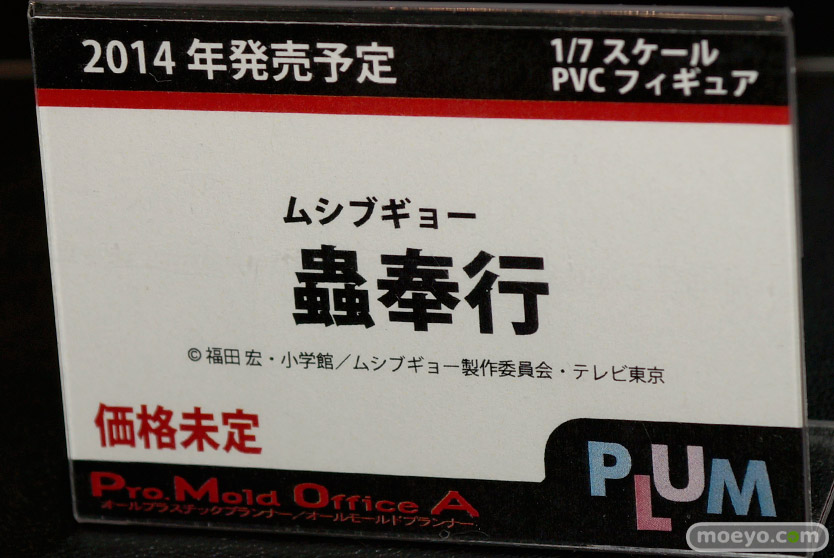 2014年発売予定
1/7 スケール
PVC フィギュア
ムシブギョー
蟲奉行
©福田 宏・小学館／ムシブギョー製作委員会・テレビ東京
価格未定
Pro.Mold Office A
オールプラスチックプランナー／オールモールドプランナー
PLUM
moeyo.com